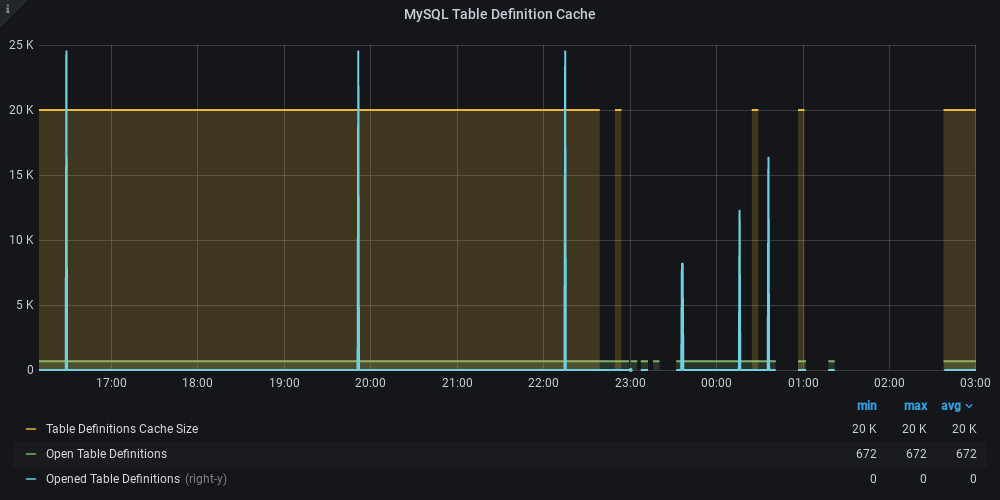 i
MySQL Table Definition Cache
25 K
20 K
15 K
10 K
5 K
0
17:00 18:00 19:00 20:00 21:00 22:00 23:00 00:00 01:00 02:00 03:00
min max avg
Table Definitions Cache Size 20 K 20 K 20 K
Open Table Definitions 672 672 672
Opened Table Definitions (right-y) 0 0 0